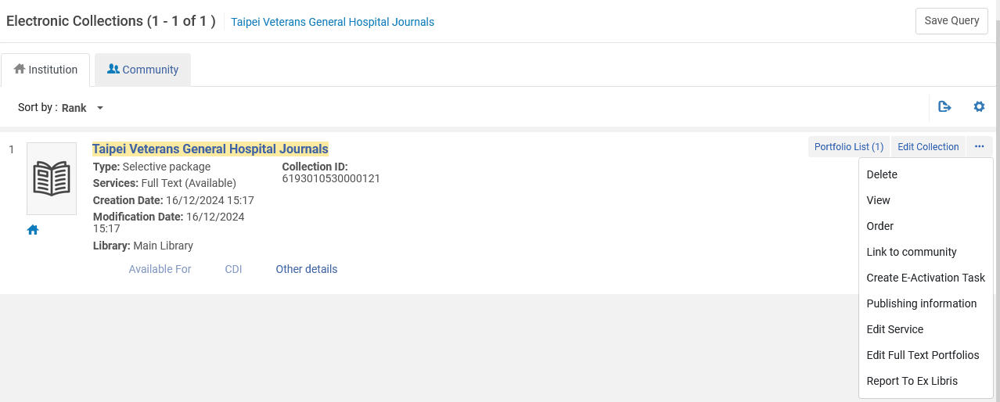 Electronic Collections (1 - 1 of 1 ) Taipei Veterans General Hospital Journals Save Query
Institution Community
Sort by : Rank
1 Taipei Veterans General Hospital Journals Portfolio List (1) Edit Collection ...
Type: Selective package Collection ID:
6193010530000121
Services: Full Text (Available)
Creation Date: 16/12/2024 15:17
Modification Date: 16/12/2024
15:17
Library: Main Library
Available For CDI Other details
Delete
View
Order
Link to community
Create E-Activation Task
Publishing information
Edit Service
Edit Full Text Portfolios
Report To Ex Libris